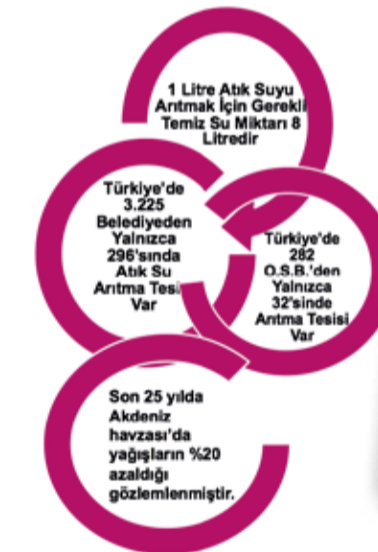 1 Litre Atık Suyu
Arıtmak İçin Gerekli
Temiz Su Miktarı 8
Litredir
Türkiye'de
3.225
Belediyeden
Yalnızca
296'sında
Atık Su
Arıtma Tesisi
Var
Türkiye'de
282
O.S.B.'den
Yalnızca
32'sinde
Arıtma Tesisi
Var
Son 25 yılda
Akdeniz
havzası'da
yağışların %20
azaldığı
gözlemlenmiştir.